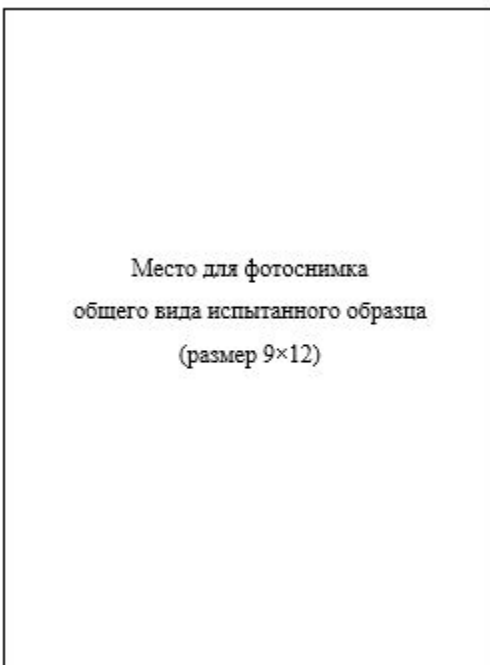 Место для фотоснимка
общего вида испытанного образца
(размер 9×12)